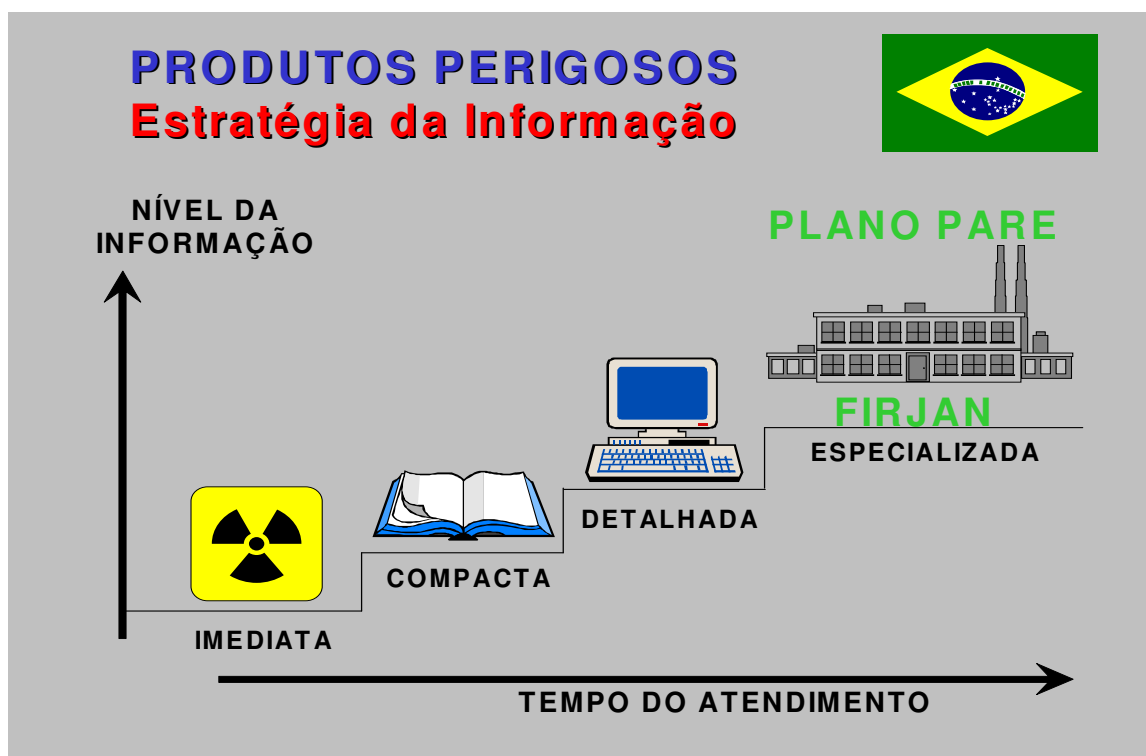 PRODUTOS PERIGOSOS
Estratégia da Informação
NÍVEL DA
INFORMAÇÃO
PLANO PARE
FIRJAN
ESPECIALIZADA
DETALHADA
COMPACTA
IMEDIATA
TEMPO DO ATENDIMENTO